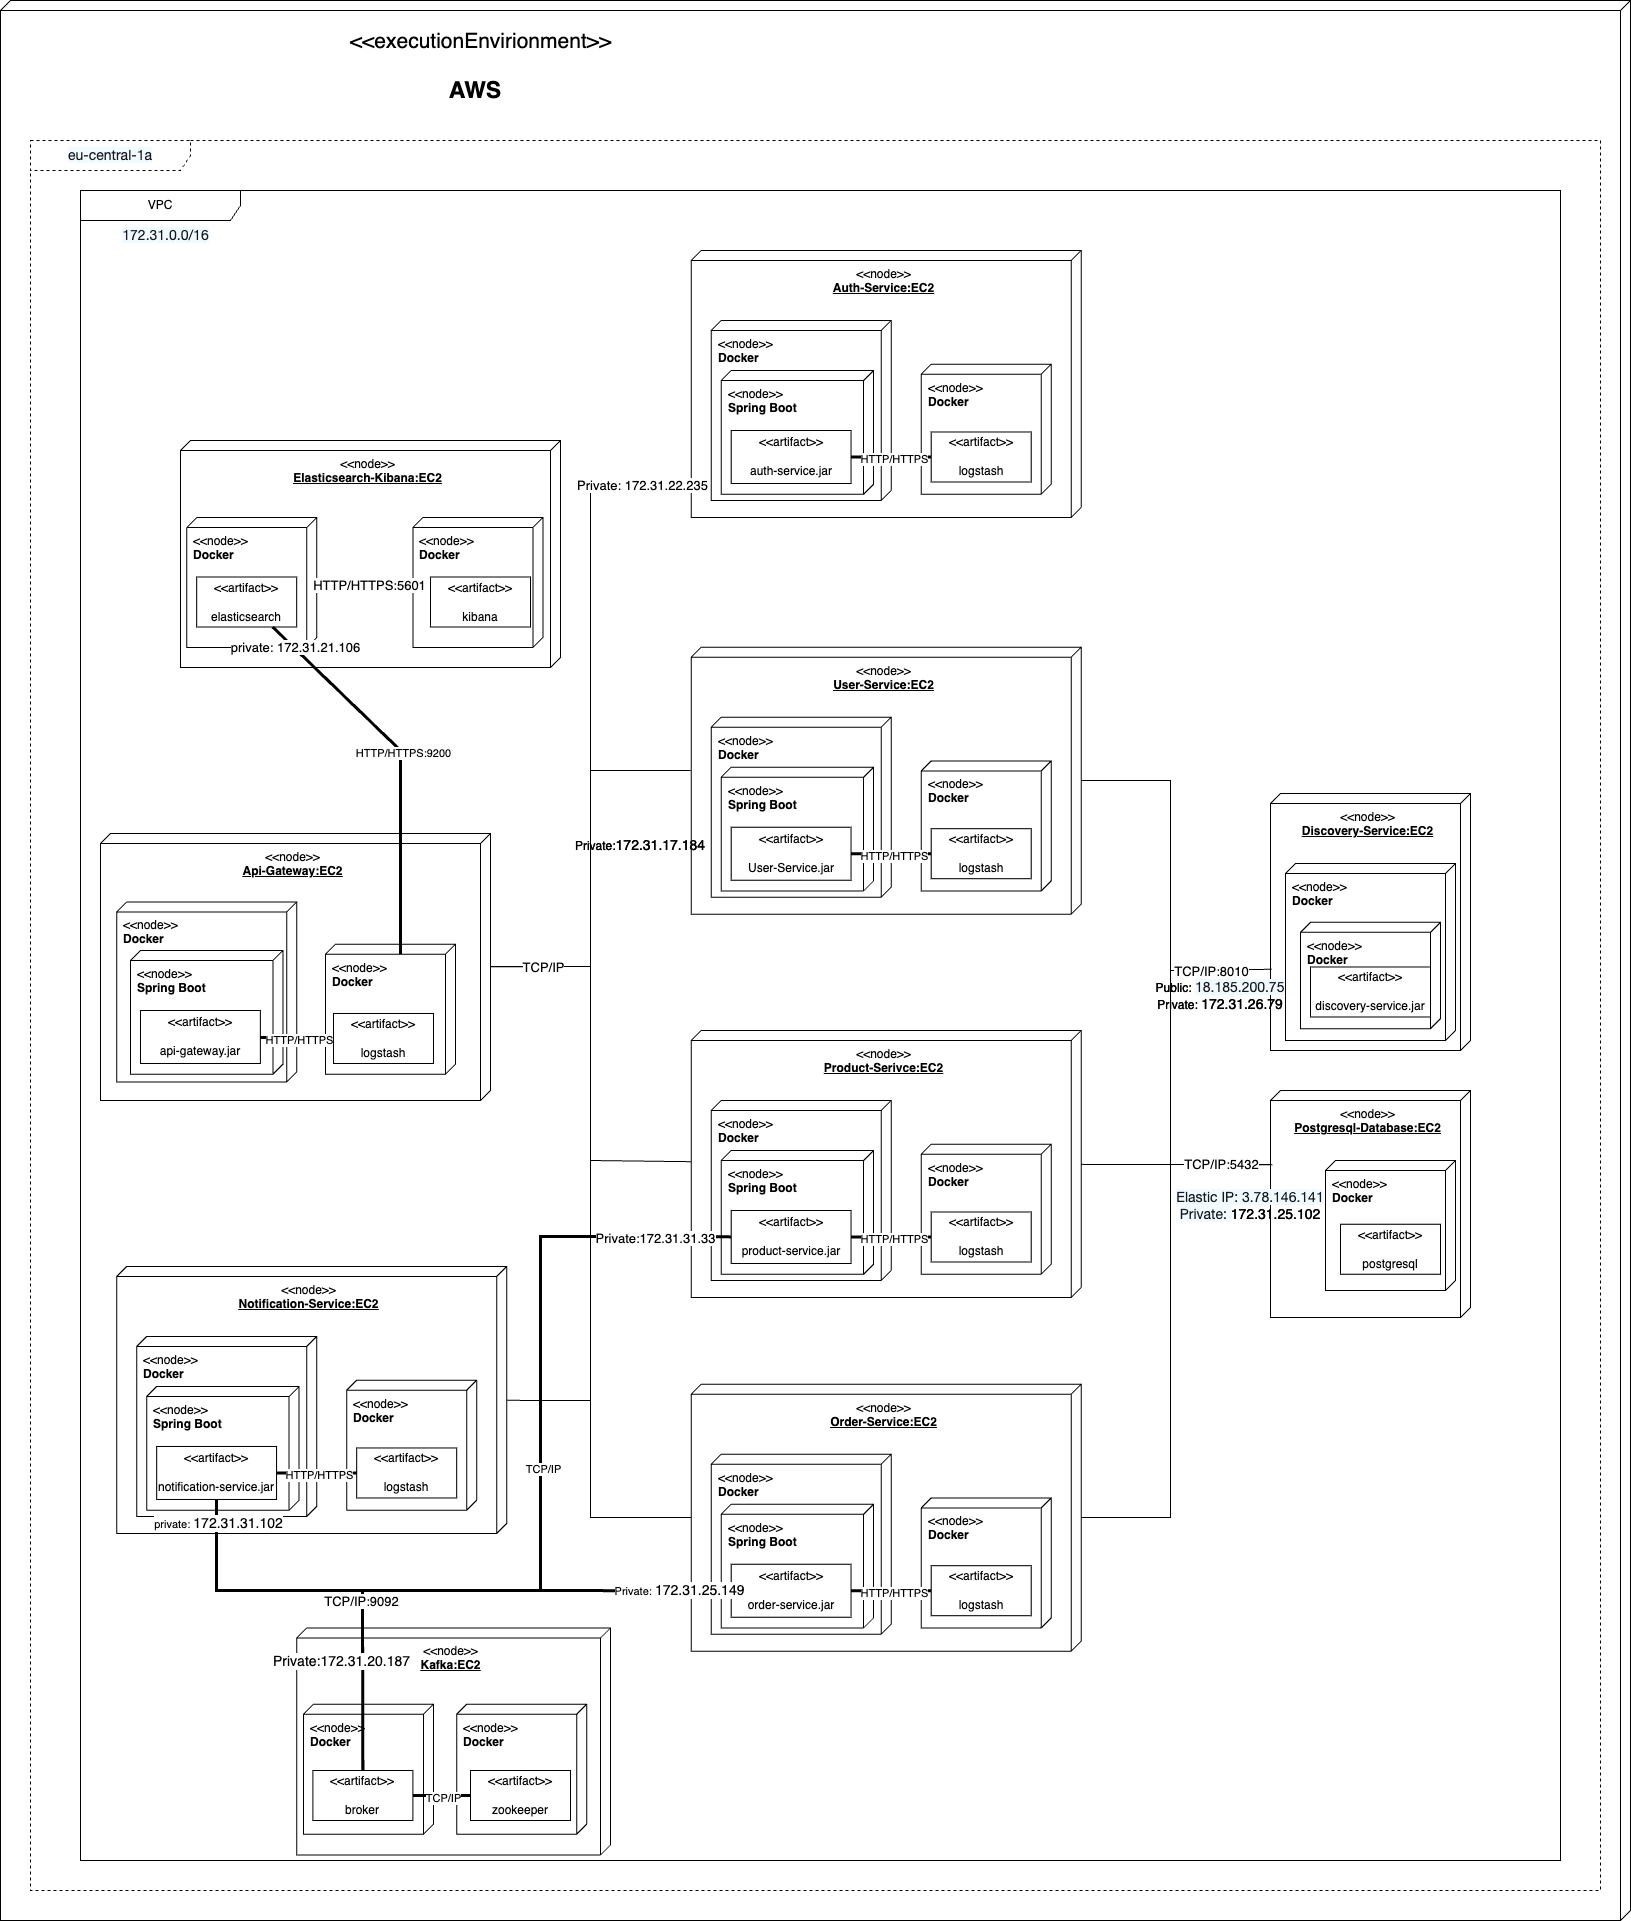 <<executionEnvirionment>>
AWS
eu-central-1a
VPC
172.31.0.0/16
<<node>>
Auth-Service:EC2
<<node>>
Docker
<<node>>
Spring Boot
<<artifact>>
auth-service.jar
HTTP/HTTPS
<<node>>
Docker
<<artifact>>
logstash
Private: 172.31.22.235
<<node>>
Elasticsearch-Kibana:EC2
<<node>>
Docker
<<artifact>>
elasticsearch
HTTP/HTTPS:5601
<<node>>
Docker
<<artifact>>
kibana
private: 172.31.21.106
HTTP/HTTPS:9200
<<node>>
User-Service:EC2
<<node>>
Docker
<<node>>
Spring Boot
<<artifact>>
User-Service.jar
HTTP/HTTPS
<<node>>
Docker
<<artifact>>
logstash
Private:172.31.17.184
<<node>>
Api-Gateway:EC2
<<node>>
Docker
<<node>>
Spring Boot
<<artifact>>
api-gateway.jar
HTTP/HTTPS
<<node>>
Docker
<<artifact>>
logstash
TCP/IP
<<node>>
Discovery-Service:EC2
<<node>>
Docker
<<node>>
Docker
<<artifact>>
discovery-service.jar
TCP/IP:8010
Public: 18.185.200.75
Private: 172.31.26.79
<<node>>
Product-Serivce:EC2
<<node>>
Docker
<<node>>
Spring Boot
<<artifact>>
product-service.jar
HTTP/HTTPS
<<node>>
Docker
<<artifact>>
logstash
Private:172.31.31.33
<<node>>
Postgresql-Database:EC2
<<node>>
Docker
<<artifact>>
postgresql
TCP/IP:5432
Elastic IP: 3.78.146.141
Private: 172.31.25.102
<<node>>
Notification-Service:EC2
<<node>>
Docker
<<node>>
Spring Boot
<<artifact>>
notification-service.jar
HTTP/HTTPS
<<node>>
Docker
<<artifact>>
logstash
private: 172.31.31.102
TCP/IP
<<node>>
Order-Service:EC2
<<node>>
Docker
<<node>>
Spring Boot
<<artifact>>
order-service.jar
HTTP/HTTPS
<<node>>
Docker
<<artifact>>
logstash
Private: 172.31.25.149
TCP/IP:9092
Private:172.31.20.187
<<node>>
Kafka:EC2
<<node>>
Docker
<<artifact>>
broker
TCP/IP
<<node>>
Docker
<<artifact>>
zookeeper